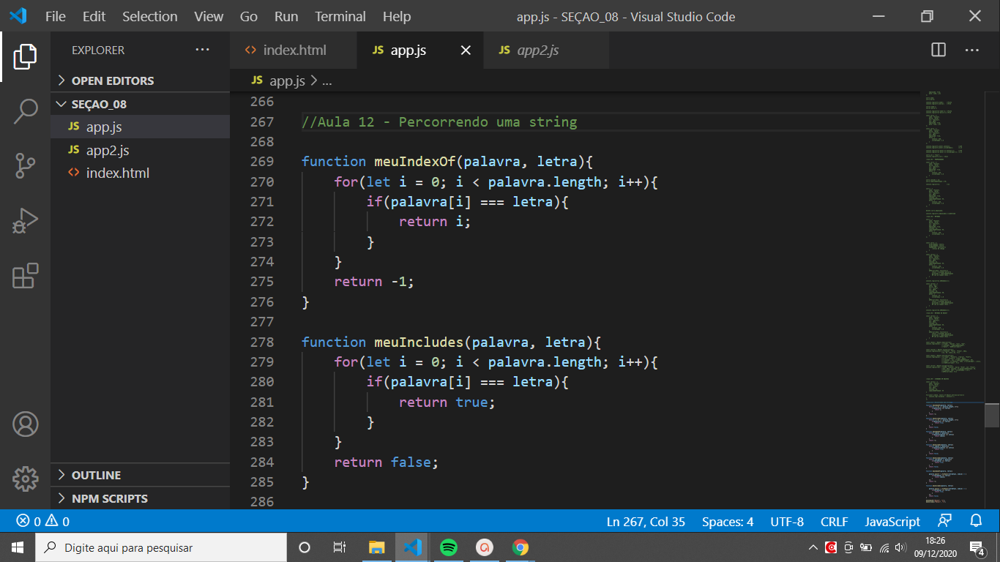 File Edit Selection View Go Run Terminal Help app.js - SEÇAO_08 - Visual Studio Code
EXPLORER
OPEN EDITORS
SEÇAO_08
JS app.js
JS app2.js
<> index.html
OUTLINE
NPM SCRIPTS
<> index.html JS app.js JS app2.js
JS app.js > ...
266
267 //Aula 12 - Percorrendo uma string
268
269 function meuIndexOf(palavra, letra){
270 for(let i = 0; i < palavra.length; i++){
271 if(palavra[i] === letra){
272 return i;
273 }
274 }
275 return -1;
276 }
277
278 function meuIncludes(palavra, letra){
279 for(let i = 0; i < palavra.length; i++){
280 if(palavra[i] === letra){
281 return true;
282 }
283 }
284 return false;
285 }
286
0 0 Ln 267, Col 35 Spaces: 4 UTF-8 CRLF JavaScript
Digite aqui para pesquisar
18:26
09/12/2020
4